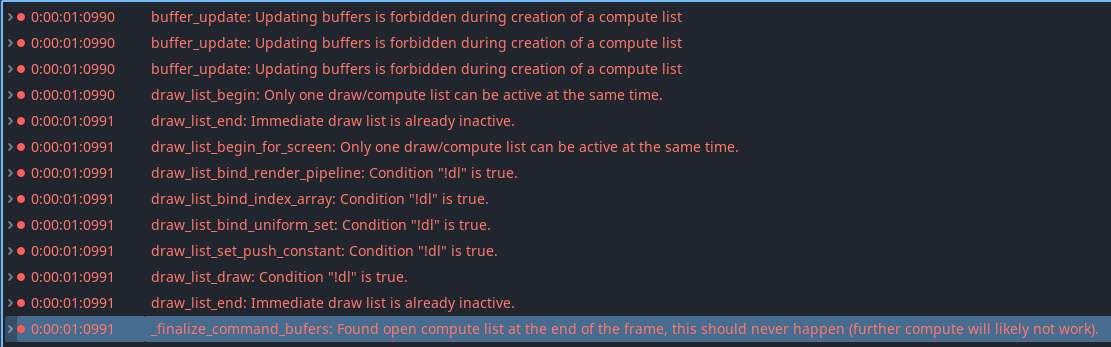 0:00:01:0990 buffer_update: Updating buffers is forbidden during creation of a compute list
0:00:01:0990 buffer_update: Updating buffers is forbidden during creation of a compute list
0:00:01:0990 buffer_update: Updating buffers is forbidden during creation of a compute list
0:00:01:0990 draw_list_begin: Only one draw/compute list can be active at the same time.
0:00:01:0991 draw_list_end: Immediate draw list is already inactive.
0:00:01:0991 draw_list_begin_for_screen: Only one draw/compute list can be active at the same time.
0:00:01:0991 draw_list_bind_render_pipeline: Condition "!dl" is true.
0:00:01:0991 draw_list_bind_index_array: Condition "!dl" is true.
0:00:01:0991 draw_list_bind_uniform_set: Condition "!dl" is true.
0:00:01:0991 draw_list_set_push_constant: Condition "!dl" is true.
0:00:01:0991 draw_list_draw: Condition "!dl" is true.
0:00:01:0991 draw_list_end: Immediate draw list is already inactive.
0:00:01:0991 _finalize_command_bufers: Found open compute list at the end of the frame, this should never happen (further compute will likely not work).